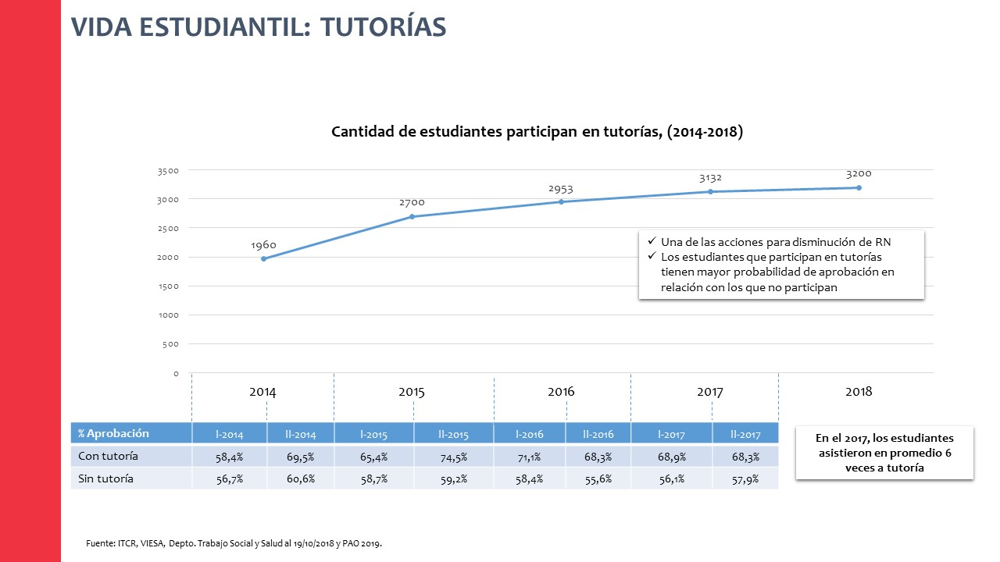 VIDA ESTUDIANTIL: TUTORÍAS
Cantidad de estudiantes participan en tutorías, (2014-2018)
3500
3000
2500
2000
1500
1000
500
0
1960
2700
2953
3132
3200
✓ Una de las acciones para disminución de RN
✓ Los estudiantes que participan en tutorías
tienen mayor probabilidad de aprobación en
relación con los que no participan
2014 2015 2016 2017 2018
% Aprobación I-2014 II-2014 I-2015 II-2015 I-2016 II-2016 I-2017 II-2017
Con tutoría 58,4% 69,5% 65,4% 74,5% 71,1% 68,3% 68,9% 68,3%
Sin tutoría 56,7% 60,6% 58,7% 59,2% 58,4% 55,6% 56,1% 57,9%
En el 2017, los estudiantes
asistieron en promedio 6
veces a tutoría
Fuente: ITCR, VIESA, Depto. Trabajo Social y Salud al 19/10/2018 y PAO 2019.